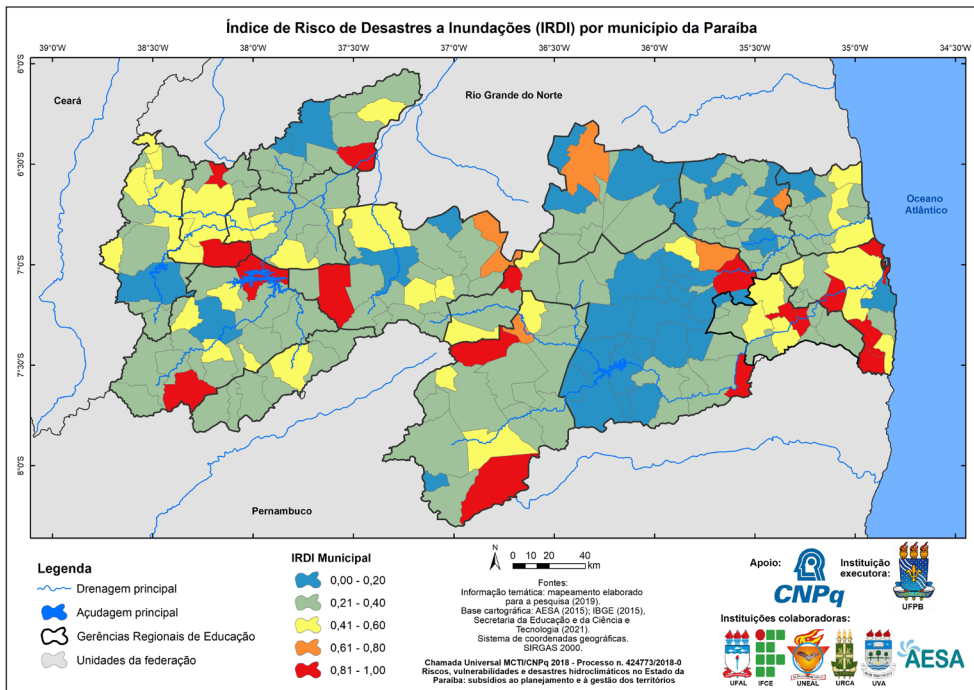 Índice de Risco de Desastres a Inundações (IRDI) por município da Paraíba
39°0'W
38°30'W
38°0'W
37°30'W
37°0'W
36°30'W
36°0'W
35°30'W
35°0'W
34°30'W
6°0'S
6°30'S
7°0'S
7°30'S
8°0'S
Ceará
Rio Grande do Norte
Oceano
Atlântico
Pernambuco
Legenda
Drenagem principal
Açudagem principal
Gerências Regionais de Educação
Unidades da federação
IRDI Municipal
0,00 - 0,20
0,21 - 0,40
0,41 - 0,60
0,61 - 0,80
0,81 - 1,00
N
0 10 20 40
km
Fontes:
Informação temática: mapeamento elaborado
para a pesquisa (2019).
Base cartográfica: AESA (2015); IBGE (2015),
Secretaria da Educação e da Ciência e
Tecnologia (2021).
Sistema de coordenadas geográficas.
SIRGAS 2000.
Chamada Universal MCTI/CNPq 2018 - Processo n. 424773/2018-0
Riscos, vulnerabilidades e desastres hidroclimáticos no Estado da
Paraíba: subsídios ao planejamento e à gestão dos territórios
Apoio:
CNPq
Instituição
executora:
UFPB
Instituições colaboradoras:
UFAL
IFCE
UNEAL
URCA
UVA
AESA